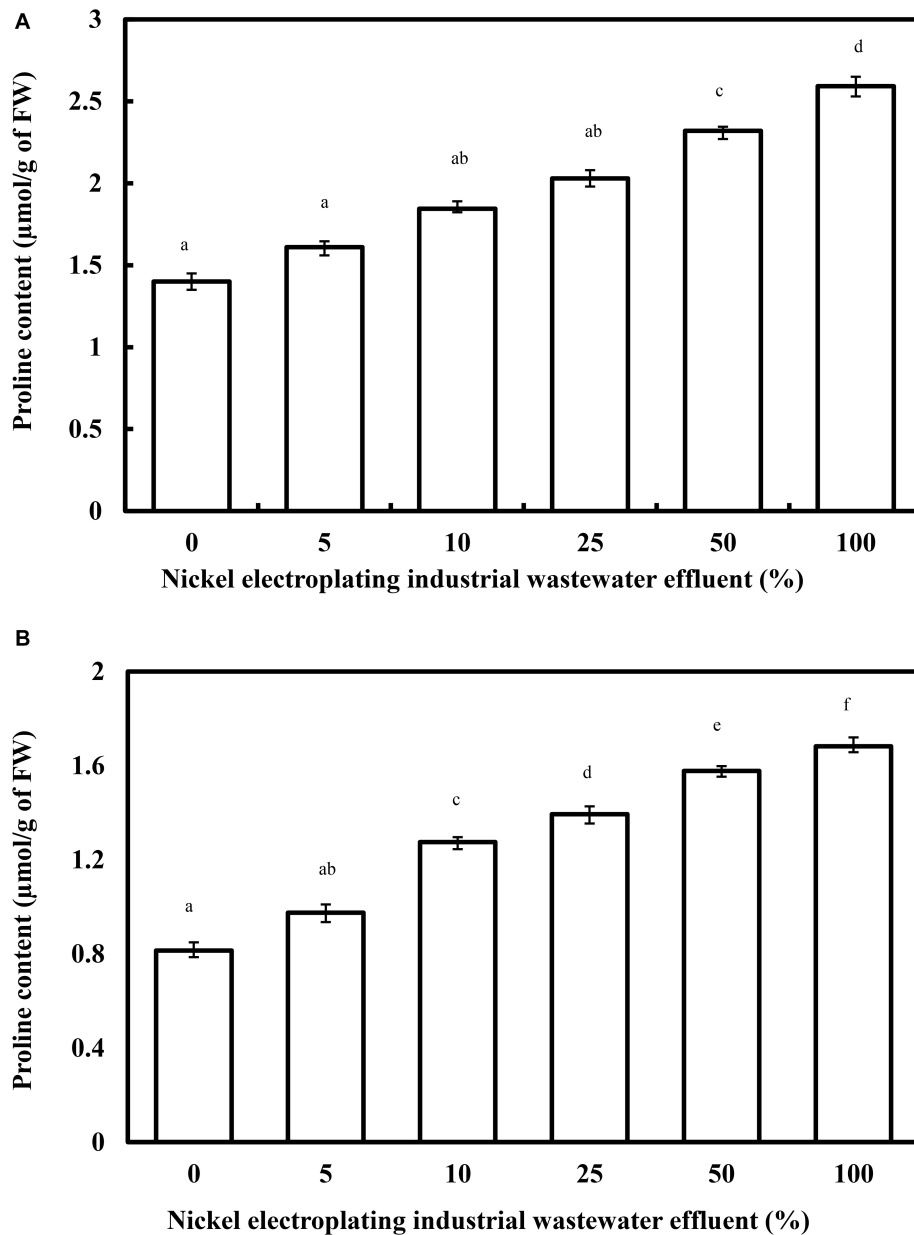 A
3
2.5
2
1.5
1
0.5
0
Proline content (µmol/g of FW)
a
a
ab
ab
c
d
0 5 10 25 50 100
Nickel electroplating industrial wastewater effluent (%)
B
2
1.6
1.2
0.8
0.4
0
Proline content (µmol/g of FW)
a
ab
c
d
e
f
0 5 10 25 50 100
Nickel electroplating industrial wastewater effluent (%)